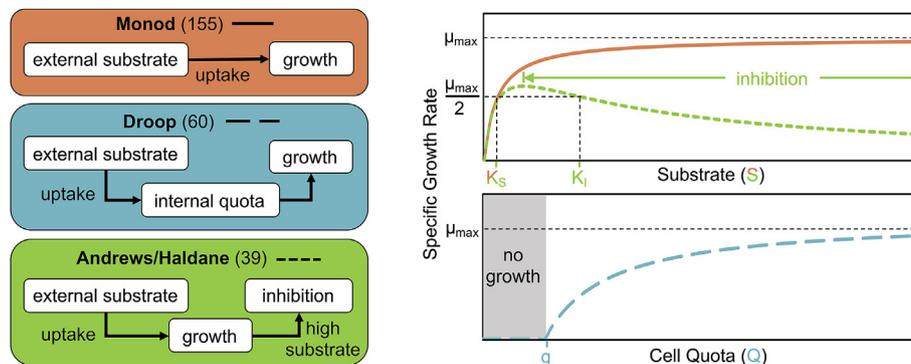 Monod (155)
external substrate
growth
uptake
Droop (60)
external substrate
growth
uptake
internal quota
Andrews/Haldane (39)
external substrate
inhibition
uptake
growth
high
substrate
Specific Growth Rate
μmax
μmax
2
inhibition
KS
KI
Substrate (S)
μmax
no
growth
q
Cell Quota (Q)